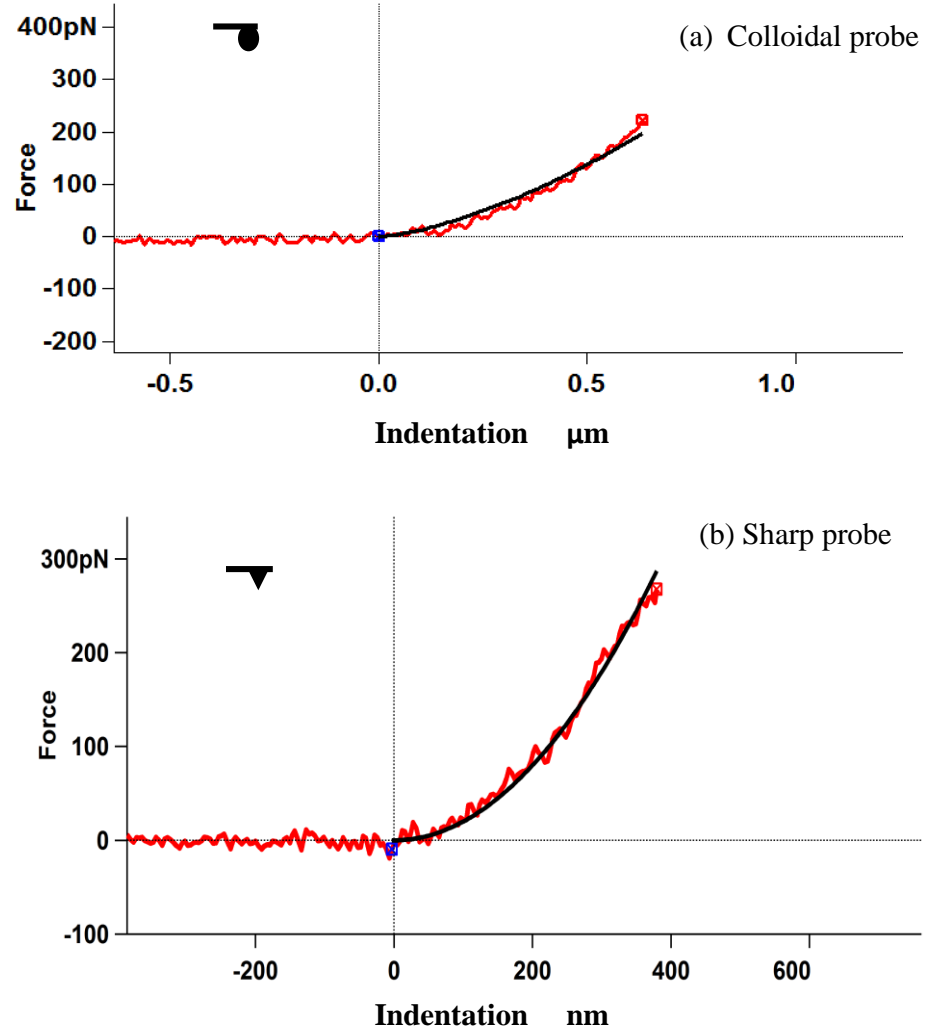 400pN
(a) Colloidal probe
300
200
100
0
-100
-200
Force
-0.5 0.0 0.5 1.0
Indentation μm
(b) Sharp probe
300pN
200
100
0
-100
Force
-200 0 200 400 600
Indentation nm